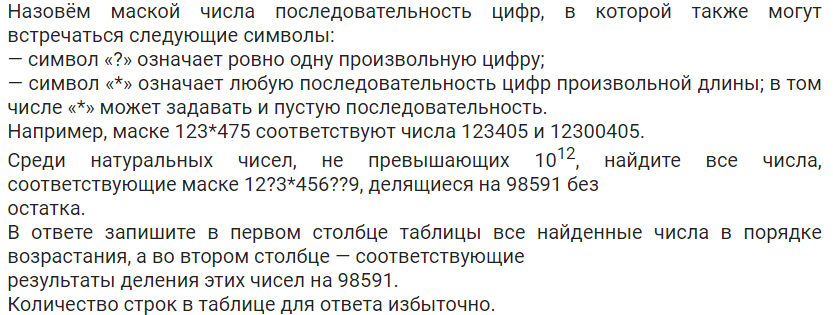 Назовём маской числа последовательность цифр, в которой также могут
встречаться следующие символы:
— символ «?» означает ровно одну произвольную цифру;
— символ «*» означает любую последовательность цифр произвольной длины; в том
числе «*» может задавать и пустую последовательность.
Например, маске 123*4?5 соответствуют числа 123405 и 12300405.
Среди натуральных чисел, не превышающих 10^12, найдите все числа,
соответствующие маске 12?3*456??9, делящиеся на 98591 без
остатка.
В ответе запишите в первом столбце таблицы все найденные числа в порядке
возрастания, а во втором столбце — соответствующие
результаты деления этих чисел на 98591.
Количество строк в таблице для ответа избыточно.